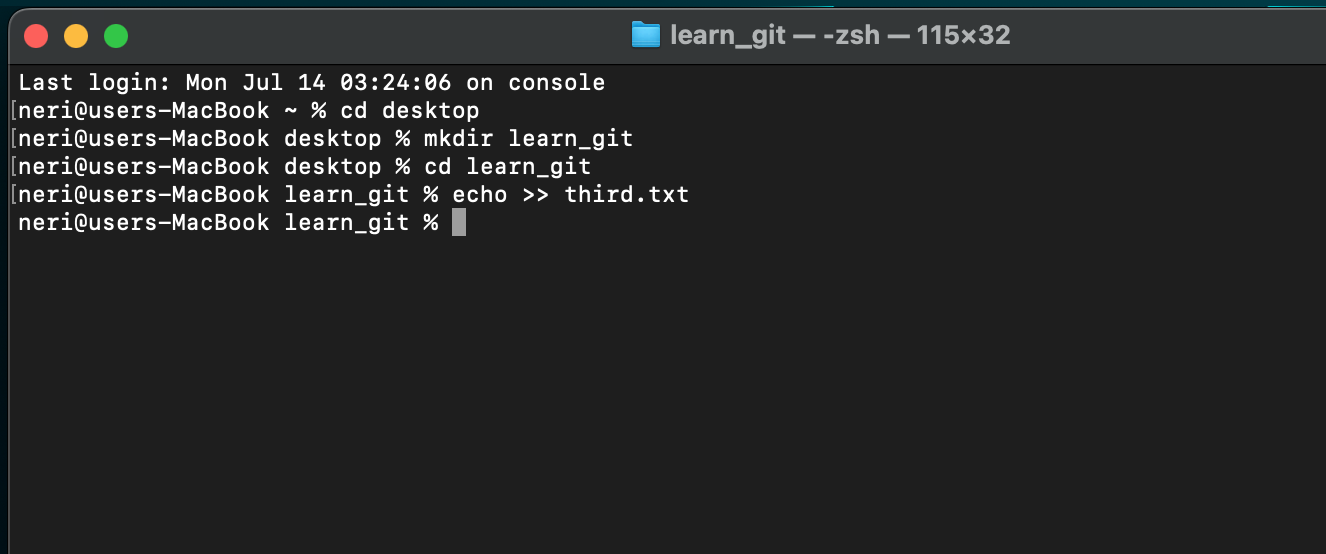 learn_git — -zsh — 115×32
Last login: Mon Jul 14 03:24:06 on console
[neri@users-MacBook ~ % cd desktop
[neri@users-MacBook desktop % mkdir learn_git
[neri@users-MacBook desktop % cd learn_git
[neri@users-MacBook learn_git % echo >> third.txt
neri@users-MacBook learn_git %